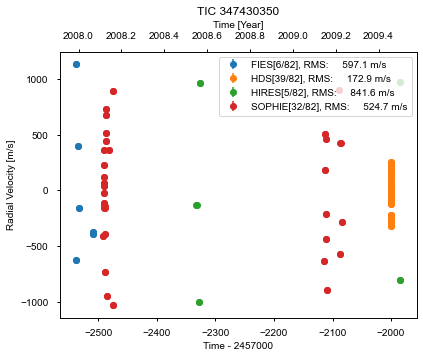 TIC 347430350
Time [Year]
2008.0 2008.2 2008.4 2008.6 2008.8 2009.0 2009.2 2009.4
FIES[6/82], RMS: 597.1 m/s
HDS[39/82], RMS: 172.9 m/s
HIRES[5/82], RMS: 841.6 m/s
SOPHIE[32/82], RMS: 524.7 m/s
Radial Velocity [m/s]
1000
500
0
−500
−1000
−2500 −2400 −2300 −2200 −2100 −2000
Time - 2457000